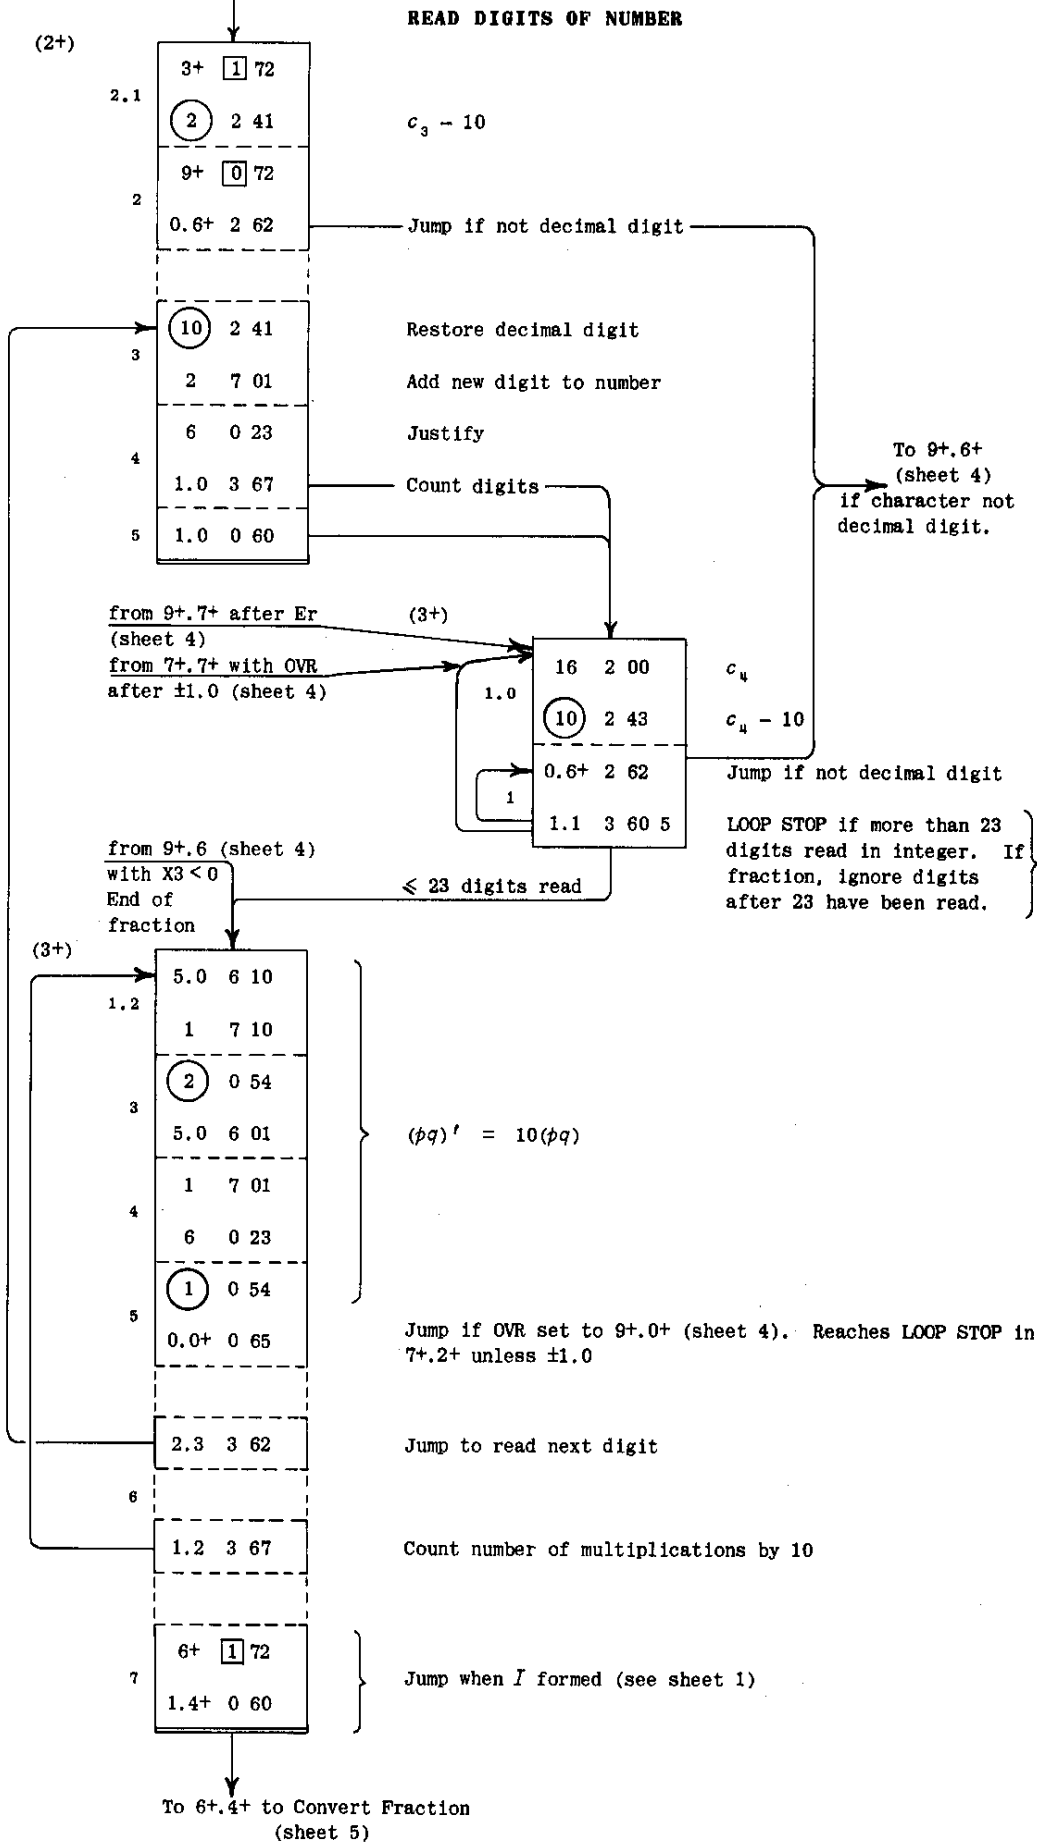 READ DIGITS OF NUMBER
(2+)
3+ 1 72
2.1
2 2 41 c₃ - 10
9+ 0 72
2
0.6+ 2 62 Jump if not decimal digit
10 2 41 Restore decimal digit
3
2 7 01 Add new digit to number
6 0 23 Justify
4
1.0 3 67 Count digits
5 1.0 0 60
To 9+.6+
(sheet 4)
if character not
decimal digit.
from 9+.7+ after Er
(sheet 4)
from 7+.7+ with OVR
after ±1.0 (sheet 4)
(3+)
16 2 00 c₄
1.0
10 2 43 c₄ - 10
0.6+ 2 62 Jump if not decimal digit
1
1.1 3 60 5 LOOP STOP if more than 23
digits read in integer. If
fraction, ignore digits
after 23 have been read.
from 9+.6 (sheet 4)
with X3 < 0
End of
fraction
⩽ 23 digits read
(3+)
5.0 6 10
1.2
1 7 10
2 0 54
3
5.0 6 01 (pq)' = 10(pq)
1 7 01
4
6 0 23
1 0 54
5
0.0+ 0 65 Jump if OVR set to 9+.0+ (sheet 4). Reaches LOOP STOP in
7+.2+ unless ±1.0
2.3 3 62 Jump to read next digit
6
1.2 3 67 Count number of multiplications by 10
6+ 1 72
7 Jump when I formed (see sheet 1)
1.4+ 0 60
To 6+.4+ to Convert Fraction
(sheet 5)